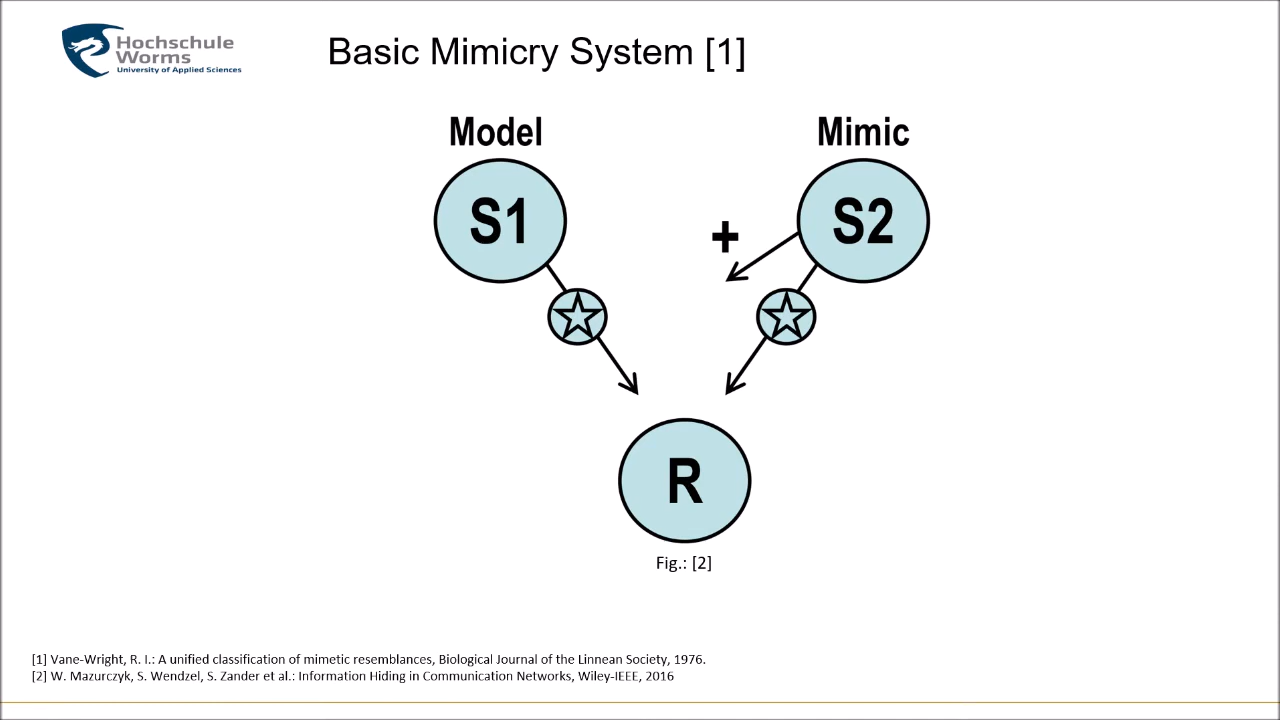 Hochschule
Worms
University of Applied Sciences
Basic Mimicry System [1]
Model
Mimic
S1
S2
+
R
Fig.: [2]
[1] Vane-Wright, R. I.: A unified classification of mimetic resemblances, Biological Journal of the Linnean Society, 1976.
[2] W. Mazurczyk, S. Wendzel, S. Zander et al.: Information Hiding in Communication Networks, Wiley-IEEE, 2016